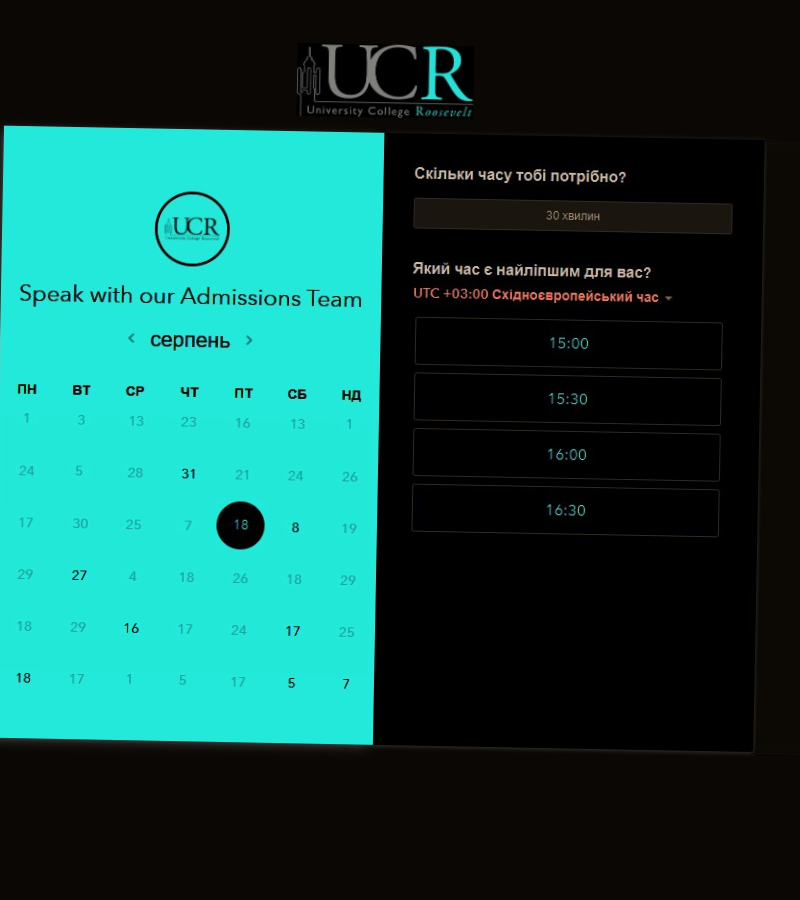 UCR
University College Roosevelt
UCR
University College Roosevelt
Speak with our Admissions Team
серпень
ПН ВТ СР ЧТ ПТ СБ НД
1 3 13 23 16 13 1
24 5 28 31 21 24 26
17 30 25 7 18 8 19
29 27 4 18 26 18 29
18 29 16 17 24 17 25
18 17 1 5 17 5 7
Скільки часу тобі потрібно?
30 хвилин
Який час є найліпшим для вас?
UTC +03:00 Східноєвропейський час
15:00
15:30
16:00
16:30